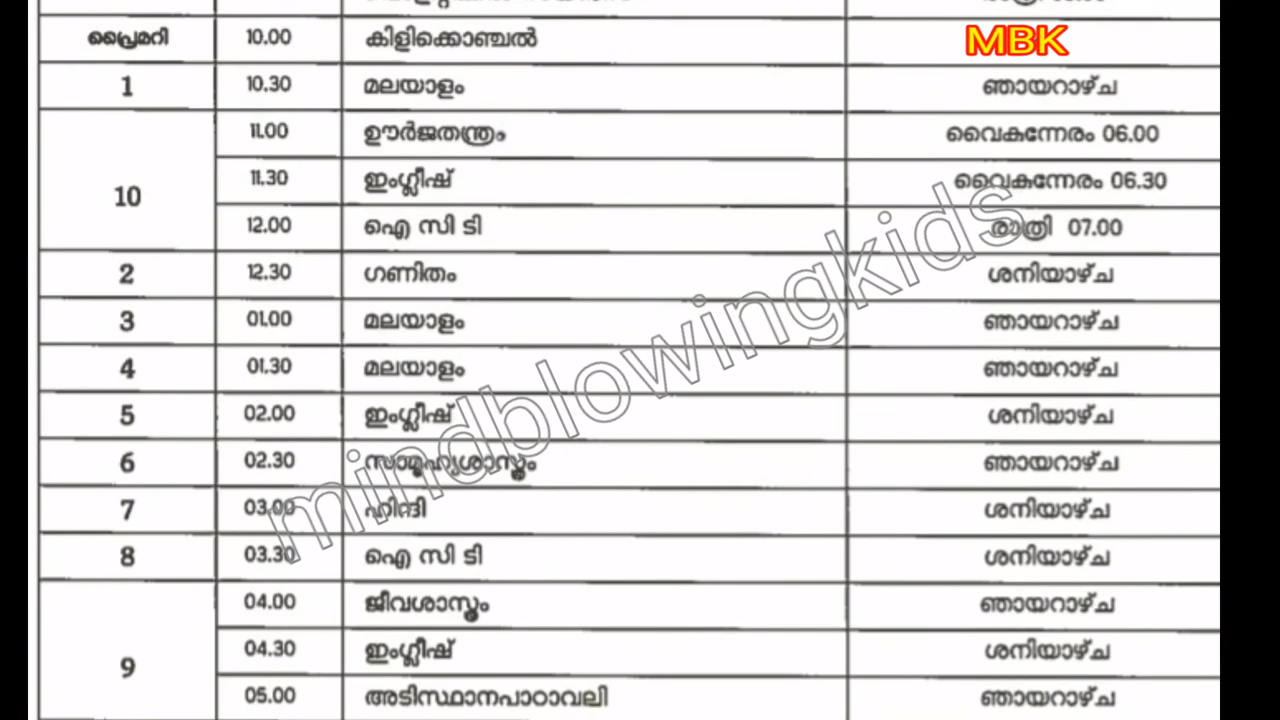 പ്രൈമറി 10.00 കിളിക്കൊഞ്ചൽ MBK
1 10.30 മലയാളം ഞായറാഴ്ച
11.00 ഊർജതന്ത്രം വൈകുന്നേരം 06.00
10 11.30 ഇംഗ്ലീഷ് വൈകുന്നേരം 06.30
12.00 ഐ സി ടി രാത്രി 07.00
2 12.30 ഗണിതം ശനിയാഴ്ച
3 01.00 മലയാളം ഞായറാഴ്ച
4 01.30 മലയാളം ഞായറാഴ്ച
5 02.00 ഇംഗ്ലീഷ് ശനിയാഴ്ച
6 02.30 സാമൂഹ്യശാസ്ത്രം ഞായറാഴ്ച
7 03.00 ഹിന്ദി ശനിയാഴ്ച
8 03.30 ഐ സി ടി ശനിയാഴ്ച
04.00 ജീവശാസ്ത്രം ഞായറാഴ്ച
9 04.30 ഇംഗ്ലീഷ് ശനിയാഴ്ച
05.00 അടിസ്ഥാനപാഠാവലി ഞായറാഴ്ച
mindblowingkids